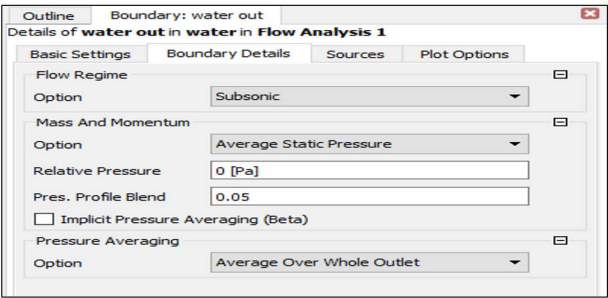 Outline Boundary: water out
Details of water out in water in Flow Analysis 1
Basic Settings Boundary Details Sources Plot Options
Flow Regime
Option Subsonic
Mass And Momentum
Option Average Static Pressure
Relative Pressure 0 [Pa]
Pres. Profile Blend 0.05
Implicit Pressure Averaging (Beta)
Pressure Averaging
Option Average Over Whole Outlet